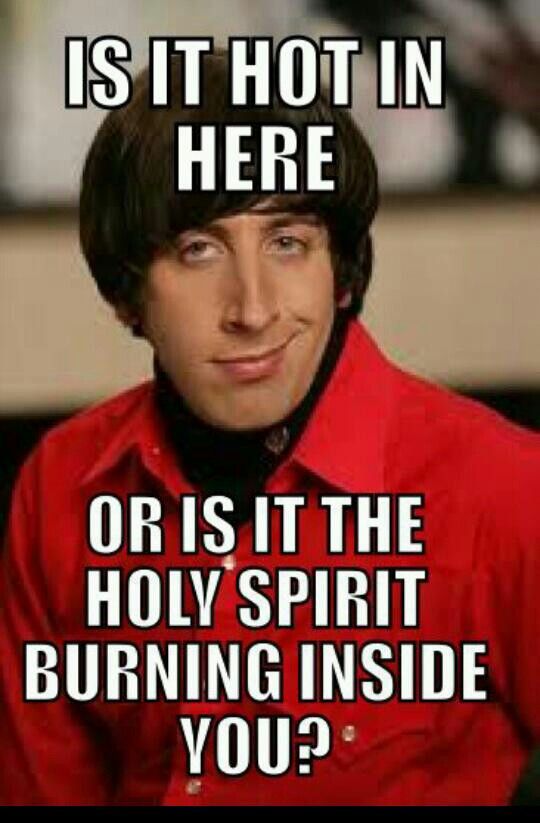 IS IT HOT IN
HERE
OR IS IT THE
HOLY SPIRIT
BURNING INSIDE
YOU?